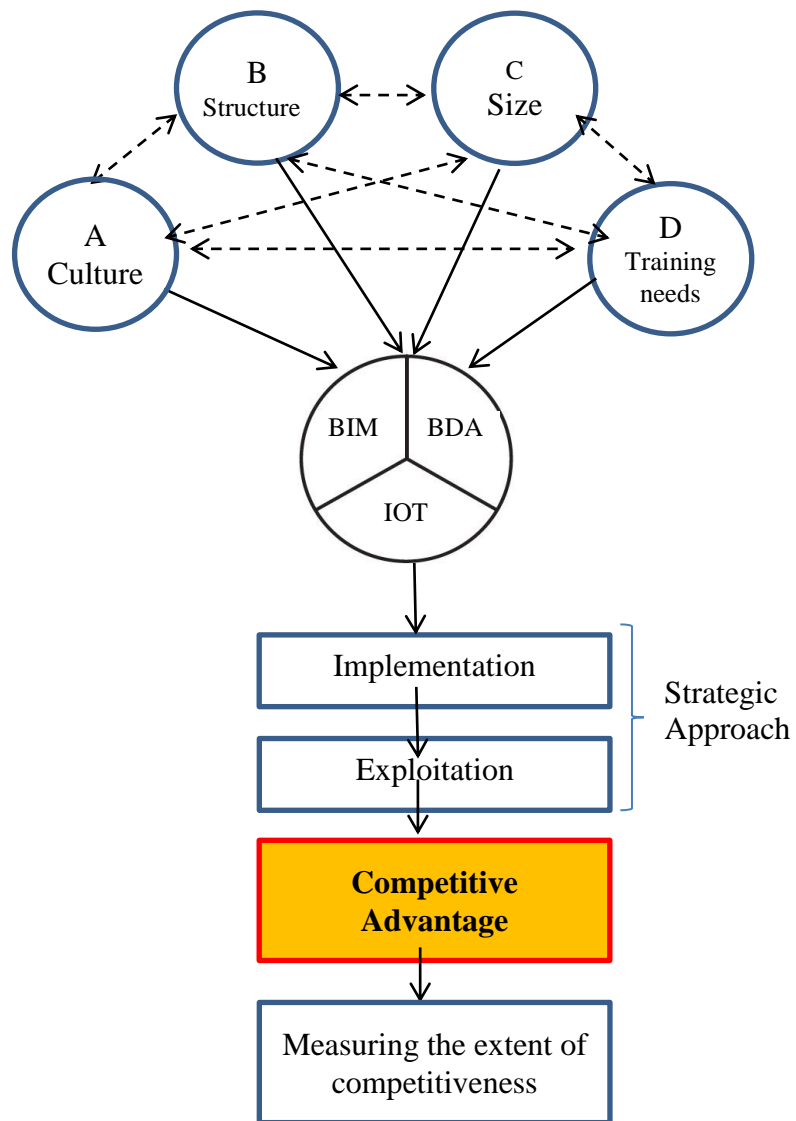 B
Structure
C
Size
A
Culture
D
Training
needs
BIM
BDA
IOT
Implementation
Strategic
Approach
Exploitation
Competitive
Advantage
Measuring the extent of
competitiveness